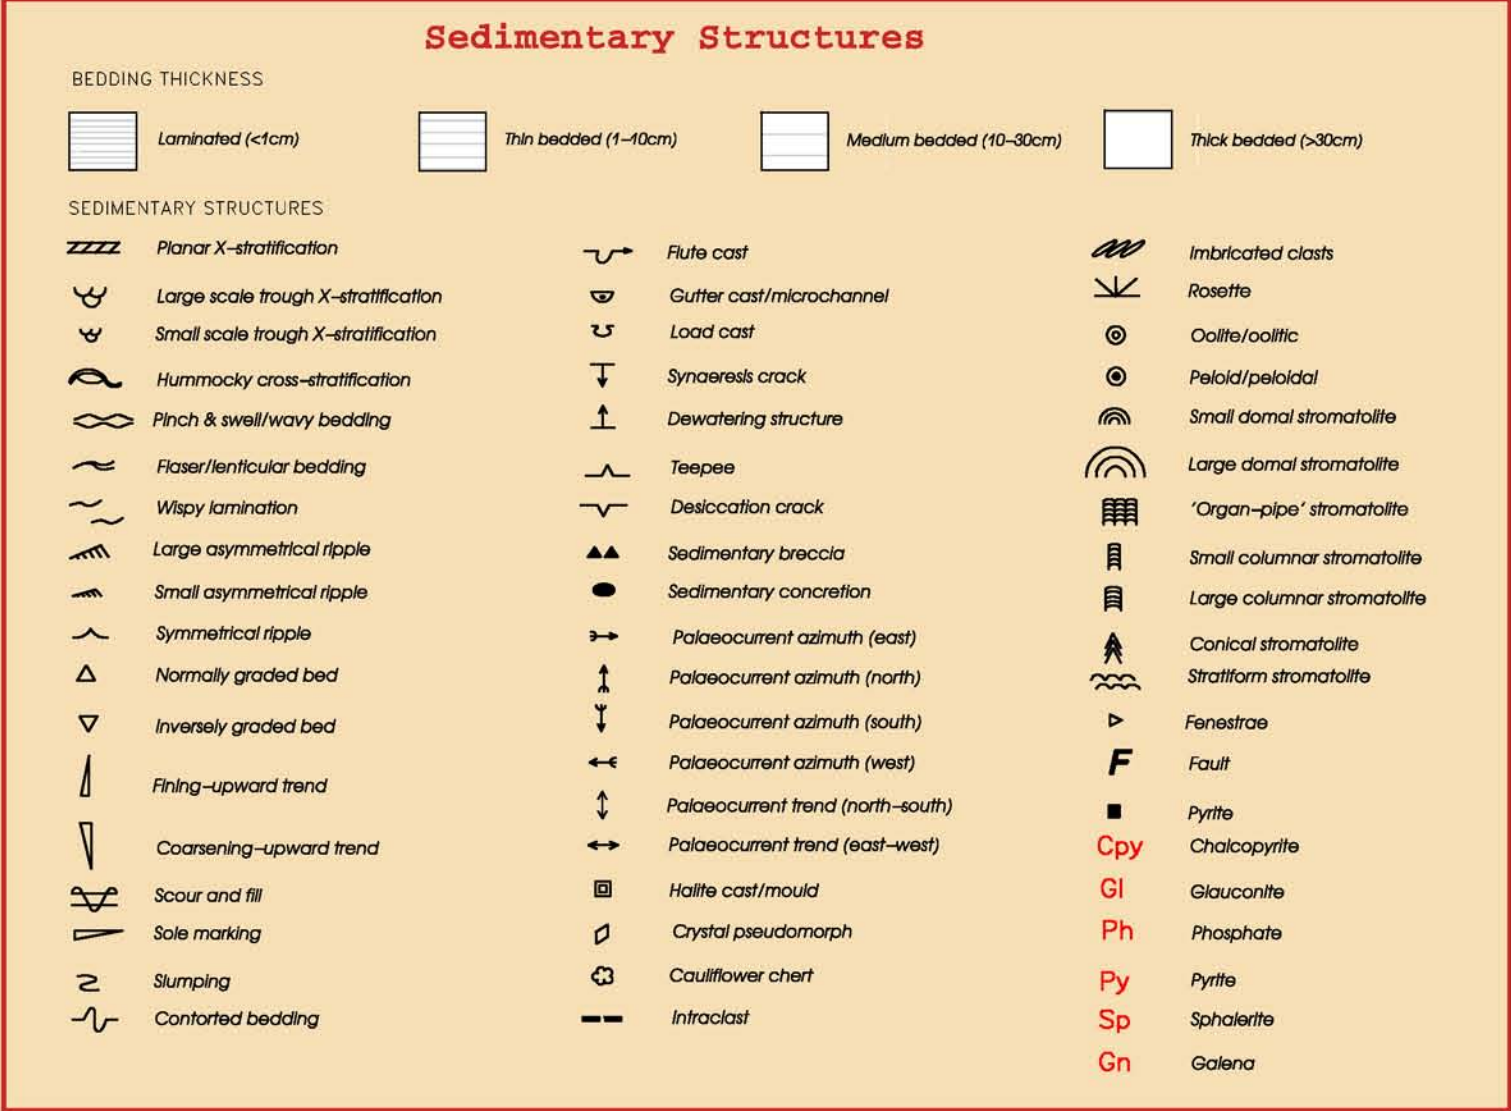 Sedimentary Structures
BEDDING THICKNESS
Laminated (<1cm)
Thin bedded (1–10cm)
Medium bedded (10–30cm)
Thick bedded (>30cm)
SEDIMENTARY STRUCTURES
Planar X–stratification
Large scale trough X–stratification
Small scale trough X–stratification
Hummocky cross–stratification
Pinch & swell/wavy bedding
Flaser/lenticular bedding
Wispy lamination
Large asymmetrical ripple
Small asymmetrical ripple
Symmetrical ripple
Normally graded bed
Inversely graded bed
Fining–upward trend
Coarsening–upward trend
Scour and fill
Sole marking
Slumping
Contorted bedding
Flute cast
Gutter cast/microchannel
Load cast
Synaeresis crack
Dewatering structure
Teepee
Desiccation crack
Sedimentary breccia
Sedimentary concretion
Palaeocurrent azimuth (east)
Palaeocurrent azimuth (north)
Palaeocurrent azimuth (south)
Palaeocurrent azimuth (west)
Palaeocurrent trend (north–south)
Palaeocurrent trend (east–west)
Halite cast/mould
Crystal pseudomorph
Cauliflower chert
Intraclast
Imbricated clasts
Rosette
Oolite/oolitic
Peloid/peloidal
Small domal stromatolite
Large domal stromatolite
'Organ–pipe' stromatolite
Small columnar stromatolite
Large columnar stromatolite
Conical stromatolite
Stratiform stromatolite
Fenestrae
F Fault
Pyrite
Cpy Chalcopyrite
Gl Glauconite
Ph Phosphate
Py Pyrite
Sp Sphalerite
Gn Galena